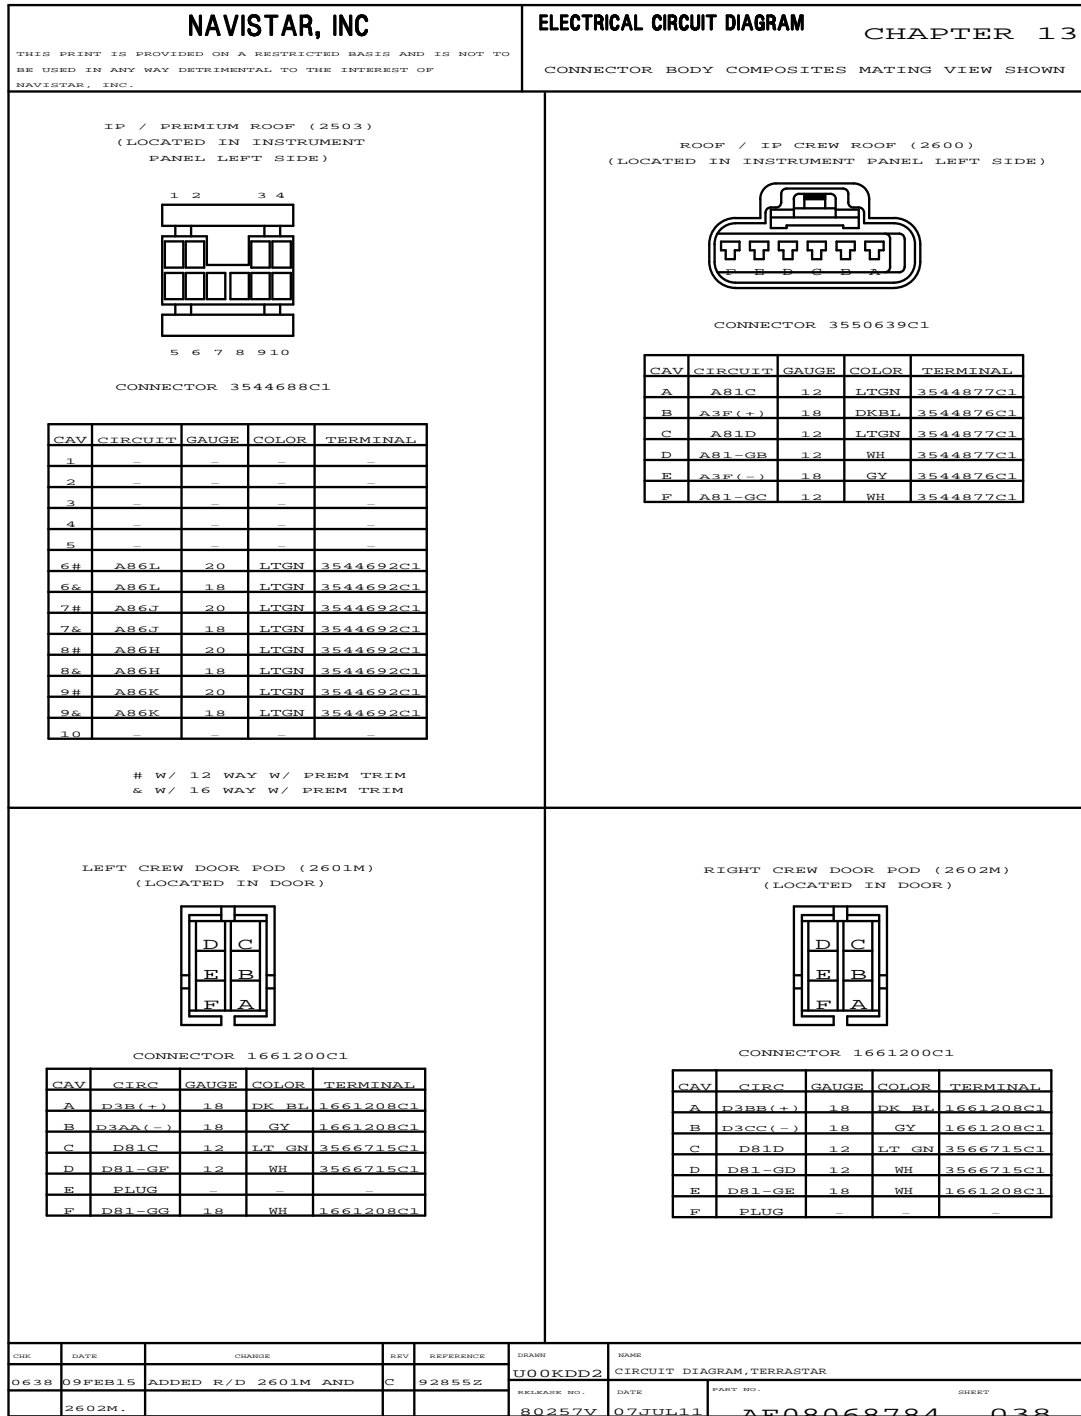 NAVISTAR, INC
THIS PRINT IS PROVIDED ON A RESTRICTED BASIS AND IS NOT TO
BE USED IN ANY WAY DETRIMENTAL TO THE INTEREST OF
NAVISTAR, INC.
ELECTRICAL CIRCUIT DIAGRAM CHAPTER 13
CONNECTOR BODY COMPOSITES MATING VIEW SHOWN
IP / PREMIUM ROOF (2503)
(LOCATED IN INSTRUMENT
PANEL LEFT SIDE)
1 2 3 4
5 6 7 8 9 10
CONNECTOR 3544688C1
CAV CIRCUIT GAUGE COLOR TERMINAL
1 – – – –
2 – – – –
3 – – – –
4 – – – –
5 – – – –
6# A86L 20 LTGN 3544692C1
6& A86L 18 LTGN 3544692C1
7# A86J 20 LTGN 3544692C1
7& A86J 18 LTGN 3544692C1
8# A86H 20 LTGN 3544692C1
8& A86H 18 LTGN 3544692C1
9# A86K 20 LTGN 3544692C1
9& A86K 18 LTGN 3544692C1
10 – – – –
# W/ 12 WAY W/ PREM TRIM
& W/ 16 WAY W/ PREM TRIM
ROOF / IP CREW ROOF (2600)
(LOCATED IN INSTRUMENT PANEL LEFT SIDE)
F E D C B A
CONNECTOR 3550639C1
CAV CIRCUIT GAUGE COLOR TERMINAL
A A81C 12 LTGN 3544877C1
B A3F(+) 18 DKBL 3544876C1
C A81D 12 LTGN 3544877C1
D A81-GB 12 WH 3544877C1
E A3F(-) 18 GY 3544876C1
F A81-GC 12 WH 3544877C1
LEFT CREW DOOR POD (2601M)
(LOCATED IN DOOR)
D C
E B
F A
CONNECTOR 1661200C1
CAV CIRC GAUGE COLOR TERMINAL
A D3B(+) 18 DK BL 1661208C1
B D3AA(-) 18 GY 1661208C1
C D81C 12 LT GN 3566715C1
D D81-GF 12 WH 3566715C1
E PLUG – – –
F D81-GG 18 WH 1661208C1
RIGHT CREW DOOR POD (2602M)
(LOCATED IN DOOR)
D C
E B
F A
CONNECTOR 1661200C1
CAV CIRC GAUGE COLOR TERMINAL
A D3BB(+) 18 DK BL 1661208C1
B D3CC(-) 18 GY 1661208C1
C D81D 12 LT GN 3566715C1
D D81-GD 12 WH 3566715C1
E D81-GE 18 WH 1661208C1
F PLUG – – –
CHK DATE CHANGE REV REFERENCE
0638 09FEB15 ADDED R/D 2601M AND C 92855Z
2602M.
DRAWN NAME
U00KDD2 CIRCUIT DIAGRAM,TERRASTAR
RELEASE NO. DATE PART NO. SHEET
80257V 07JUL11 AF08068784 038